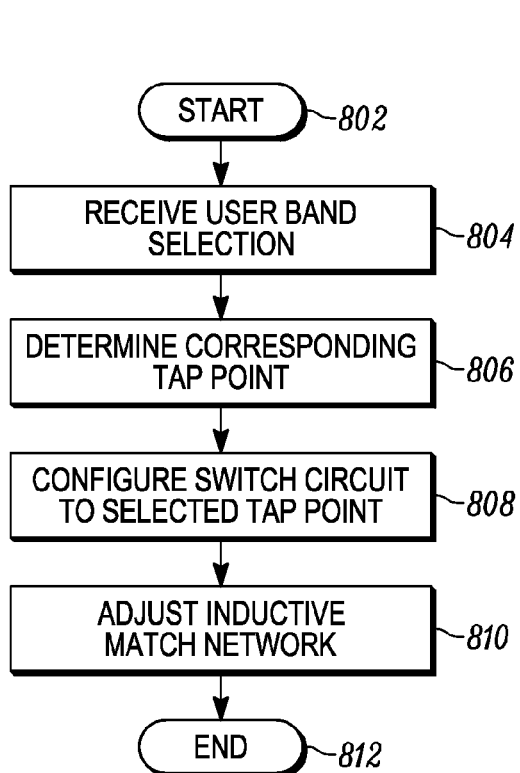 START
802
RECEIVE USER BAND
SELECTION
804
DETERMINE CORRESPONDING
TAP POINT
806
CONFIGURE SWITCH CIRCUIT
TO SELECTED TAP POINT
808
ADJUST INDUCTIVE
MATCH NETWORK
810
END
812